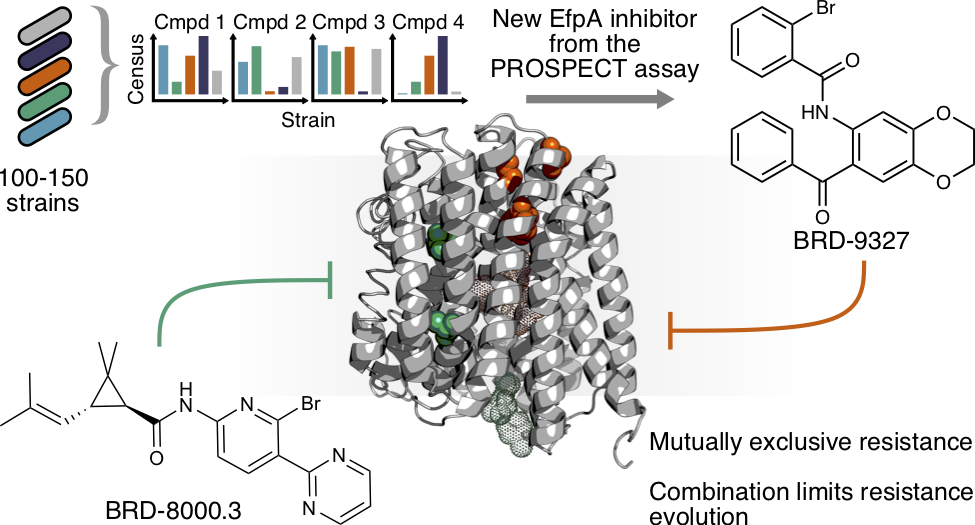 Cmpd 1 Cmpd 2 Cmpd 3 Cmpd 4
Census
Strain
100-150
strains
New EfpA inhibitor
from the
PROSPECT assay
Br
O
HN
O
O
O
BRD-9327
H
N
N
Br
O
N
N
BRD-8000.3
Mutually exclusive resistance
Combination limits resistance
evolution